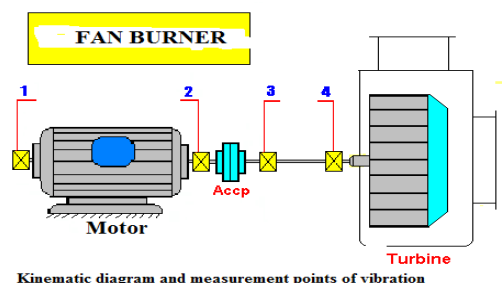 FAN BURNER
1 2 3 4
Accp
Motor
Turbine
Kinematic diagram and measurement points of vibration